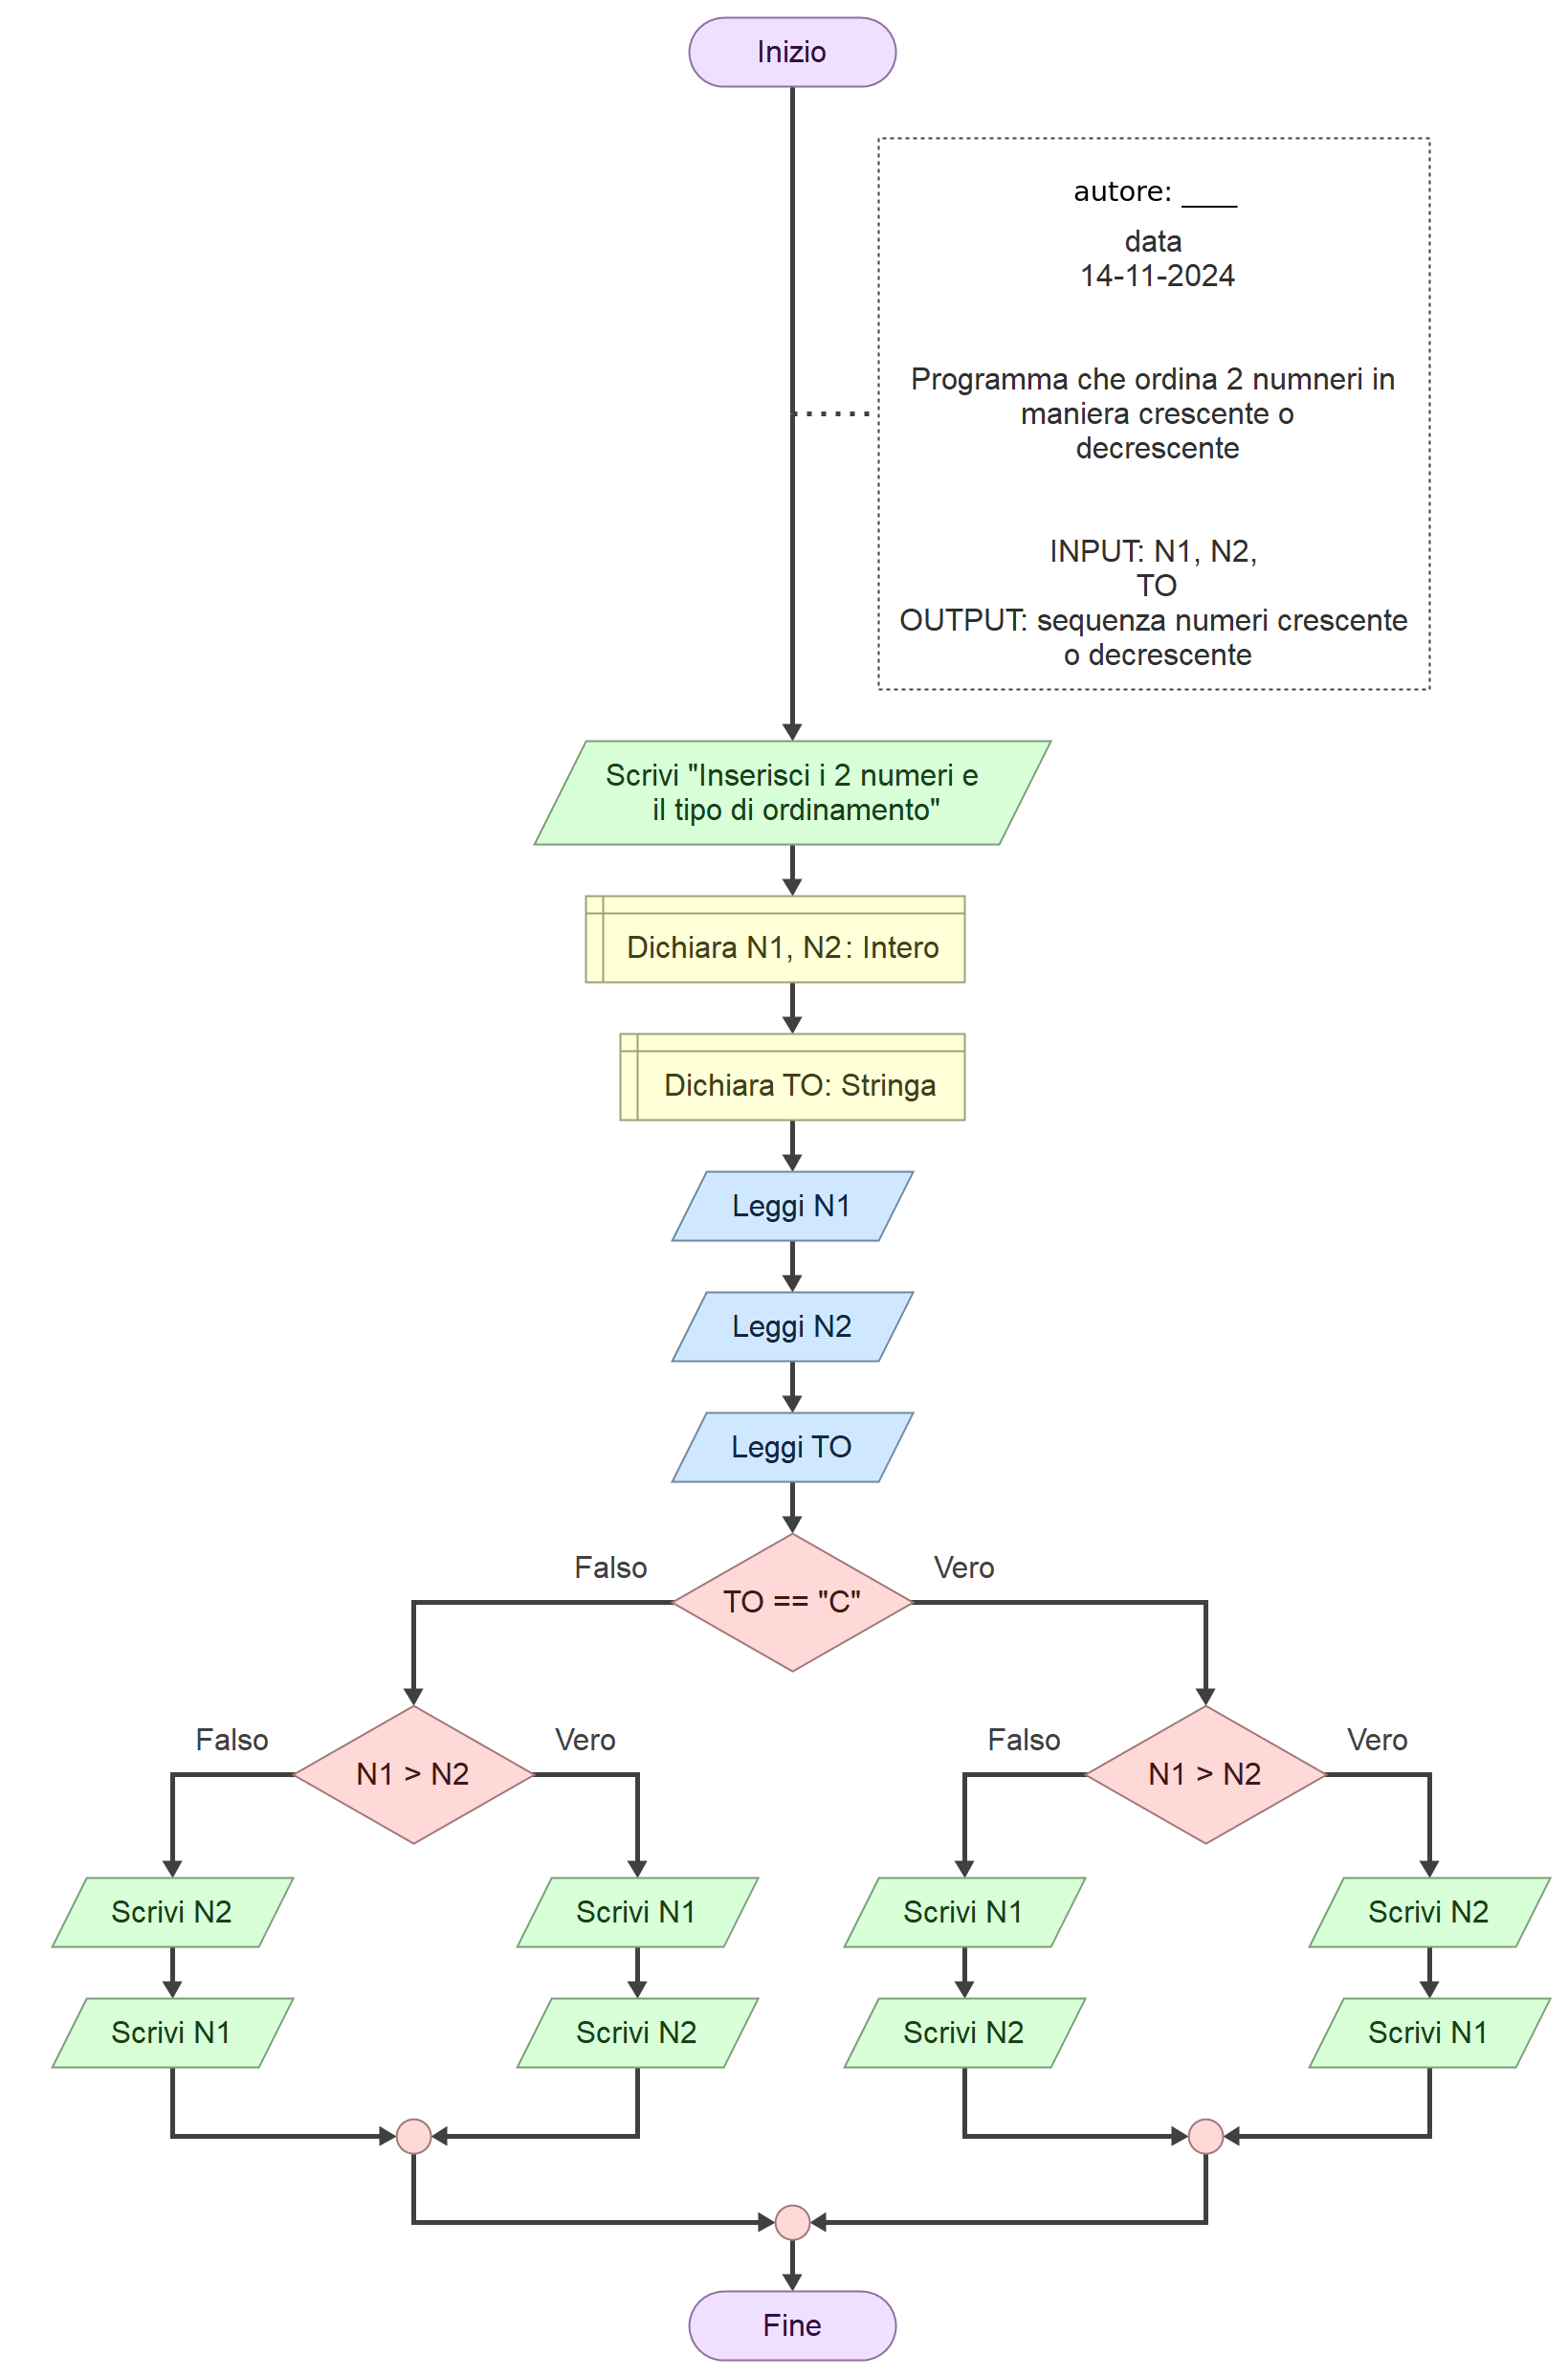 Inizio
autore: ____
data
14-11-2024
Programma che ordina 2 numneri in
maniera crescente o
decrescente
INPUT: N1, N2,
TO
OUTPUT: sequenza numeri crescente
o decrescente
Scrivi "Inserisci i 2 numeri e
il tipo di ordinamento"
Dichiara N1, N2: Intero
Dichiara TO: Stringa
Leggi N1
Leggi N2
Leggi TO
Falso
TO == "C"
Vero
Falso
N1 > N2
Vero
Falso
N1 > N2
Vero
Scrivi N2
Scrivi N1
Scrivi N1
Scrivi N2
Scrivi N1
Scrivi N2
Scrivi N2
Scrivi N1
Fine